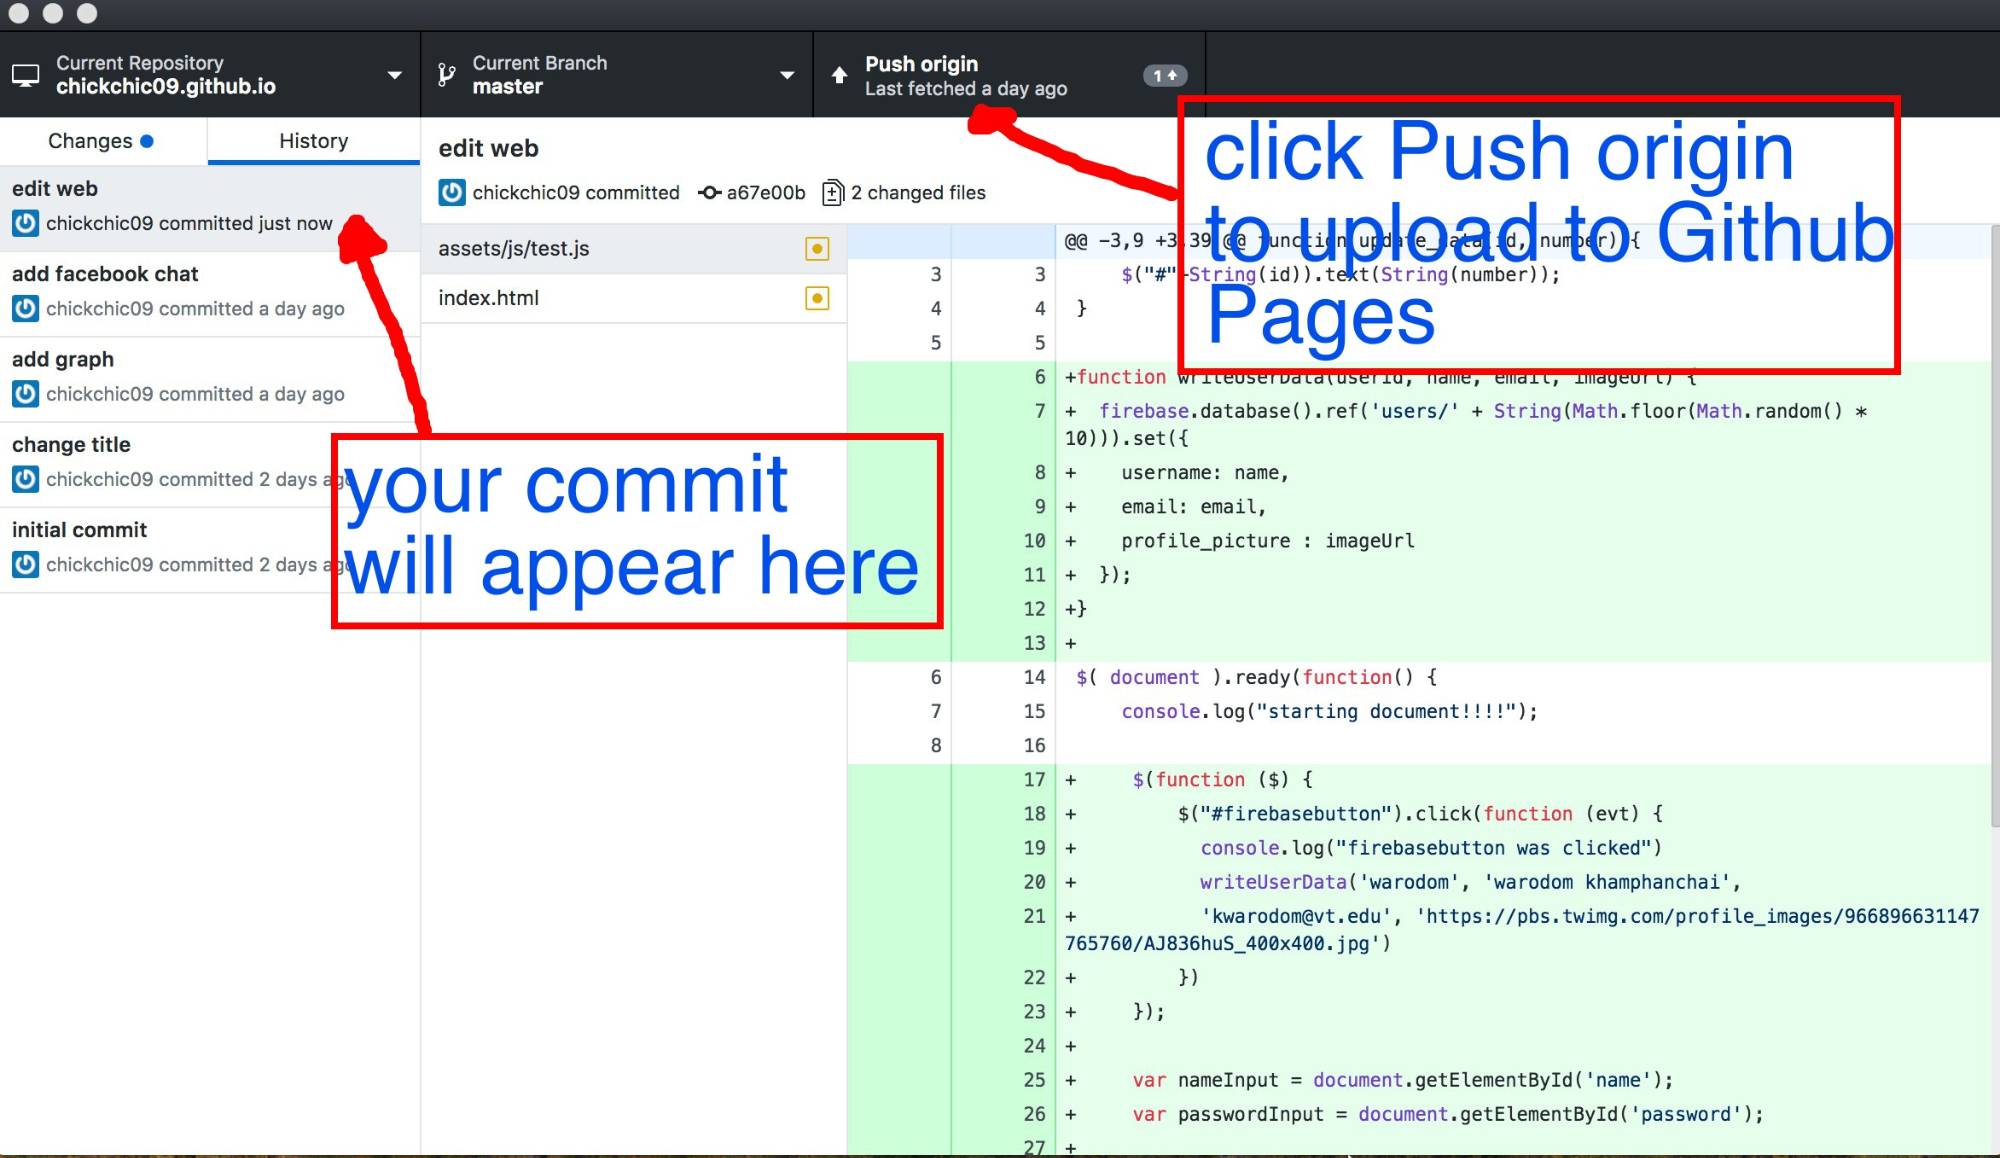 Current Repository
chickchic09.github.io
Current Branch
master
Push origin
Last fetched a day ago
1
Changes
History
edit web
chickchic09 committed just now
add facebook chat
chickchic09 committed a day ago
add graph
chickchic09 committed a day ago
change title
chickchic09 committed 2 days ago
initial commit
chickchic09 committed 2 days ago
edit web
chickchic09 committed a67e00b 2 changed files
assets/js/test.js
index.html
click Push origin
to upload to Github
Pages
your commit
will appear here
@@ -3,9 +3,39 @@ function update_data(id, number) {
3 3 $("#"+String(id)).text(String(number));
4 4 }
5 5
6 +function writeUserData(userId, name, email, imageUrl) {
7 + firebase.database().ref('users/' + String(Math.floor(Math.random() *
10))).set({
8 + username: name,
9 + email: email,
10 + profile_picture : imageUrl
11 + });
12 +}
13 +
6 14 $( document ).ready(function() {
7 15 console.log("starting document!!!!");
8 16
17 + $(function ($) {
18 + $("#firebasebutton").click(function (evt) {
19 + console.log("firebasebutton was clicked")
20 + writeUserData('warodom', 'warodom khamphanchai',
21 + 'kwarodom@vt.edu', 'https://pbs.twimg.com/profile_images/966896631147
765760/AJ836huS_400x400.jpg')
22 + })
23 + });
24 +
25 + var nameInput = document.getElementById('name');
26 + var passwordInput = document.getElementById('password');
27 +